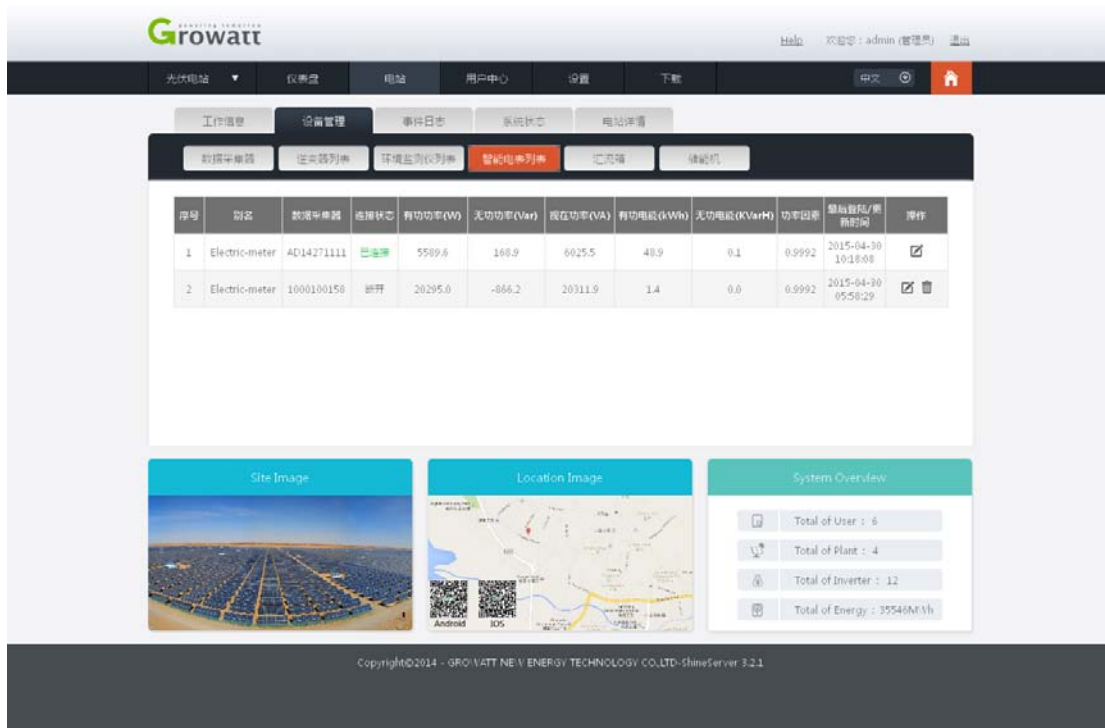 powering tomorrow
Growatt
Help 欢迎您：admin (管理员) 退出
光伏电站 ▼ 仪表盘 电站 用户中心 设置 下载 中文
工作信息 设备管理 事件日志 系统状态 电站详情
数据采集器 逆变器列表 环境监测仪列表 智能电表列表 汇流箱 储能机
序号 别名 数据采集器 连接状态 有功功率(W) 无功功率(Var) 现在功率(VA) 有功电能(kWh) 无功电能(KVarH) 功率因素 最后登陆/更新时间 操作
1 Electric-meter AD14271111 已连接 5589.6 168.9 6025.5 48.9 0.1 0.9992 2015-04-30 10:18:08
2 Electric-meter 1000100158 断开 20295.0 -866.2 20311.9 1.4 0.0 0.9992 2015-04-30 05:58:29
Site Image Location Image System Overview
Total of User : 6
Total of Plant : 4
Total of Inverter : 12
Total of Energy : 35546MWh
Android IOS
Copyright©2014 - GROWATT NEW ENERGY TECHNOLOGY CO.,LTD-ShineServer 3.2.1